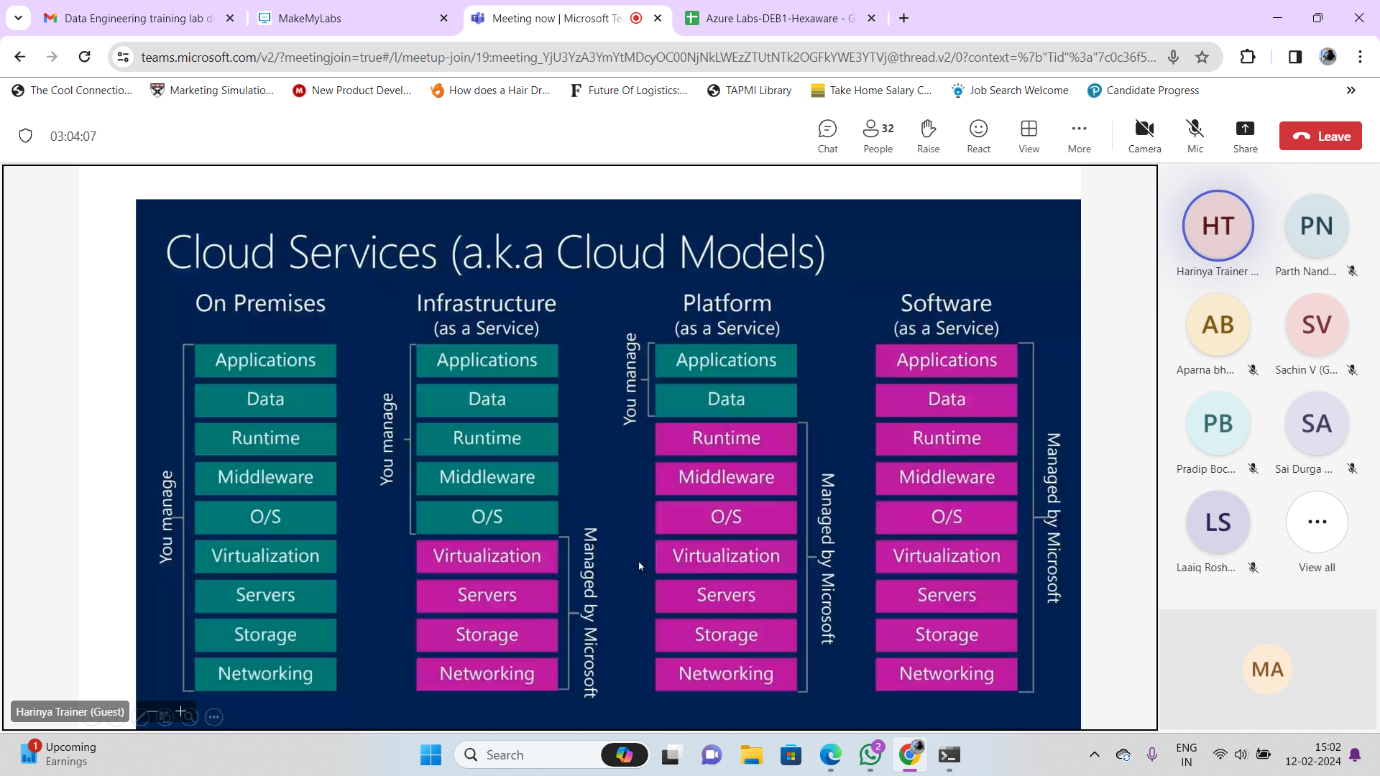 Data Engineering training lab d
MakeMyLabs
Meeting now | Microsoft Te
Azure Labs-DEB1-Hexaware - G
teams.microsoft.com/v2/?meetingjoin=true#/l/meetup-join/19:meeting_YjU3YzA3YmYtMDcyOC00NjNkLWEzZTUtNTk2OGFkYWE3YTVj@thread.v2/0?context=%7b"Tid"%3a"7c0c36f5...
The Cool Connectio...
Marketing Simulatio...
New Product Devel...
How does a Hair Dr...
Future Of Logistics:...
TAPMI Library
Take Home Salary C...
Job Search Welcome
Candidate Progress
»
03:04:07
32
Chat
People
Raise
React
View
More
Camera
Mic
Share
Leave
Cloud Services (a.k.a Cloud Models)
On Premises
Applications
Data
Runtime
Middleware
O/S
Virtualization
Servers
Storage
Networking
You manage
Infrastructure
(as a Service)
Applications
Data
Runtime
Middleware
O/S
Virtualization
Servers
Storage
Networking
You manage
Managed by Microsoft
Platform
(as a Service)
Applications
Data
Runtime
Middleware
O/S
Virtualization
Servers
Storage
Networking
You manage
Managed by Microsoft
Software
(as a Service)
Applications
Data
Runtime
Middleware
O/S
Virtualization
Servers
Storage
Networking
Managed by Microsoft
Harinya Trainer (Guest)
HT
Harinya Trainer ...
PN
Parth Nand...
AB
Aparna bh...
SV
Sachin V (G...
PB
Pradip Boc...
SA
Sai Durga ...
LS
Laaiq Rosh...
View all
MA
1
Upcoming
Earnings
Search
2
ENG
IN
15:02
12-02-2024